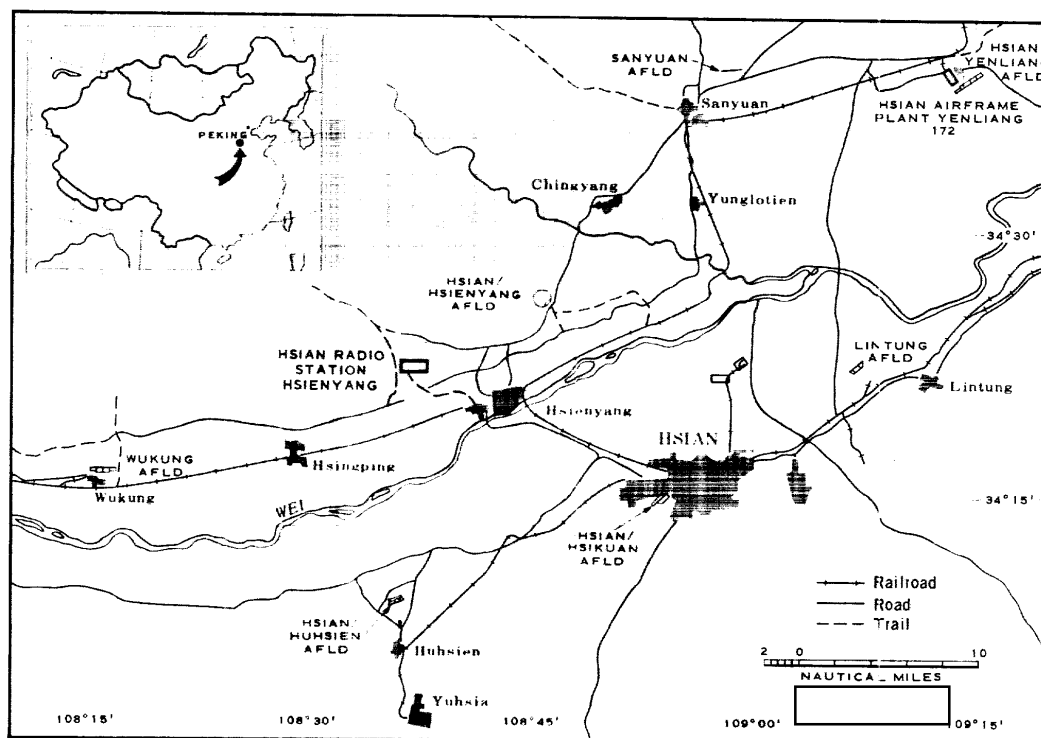 PEKING
SANYUAN
AFLD
HSIAN
YENLIANG
AFLD
Sanyuan
HSIAN AIRFRAME
PLANT YENLIANG
172
Chingyang
Yunglotien
34°30'
HSIAN/
HSIENYANG
AFLD
HSIAN RADIO
STATION
HSIENYANG
LINTUNG
AFLD
Lintung
Hsienyang
HSIAN
WUKUNG
AFLD
Hsingping
Wukung
WEI
34°15'
HSIAN/
HSIKUAN
AFLD
Railroad
Road
Trail
HSIAN/
HUHSIEN
AFLD
Huhsien
2 0 10
NAUTICAL MILES
Yuhsia
108°15' 108°30' 108°45' 109°00' 109°15'